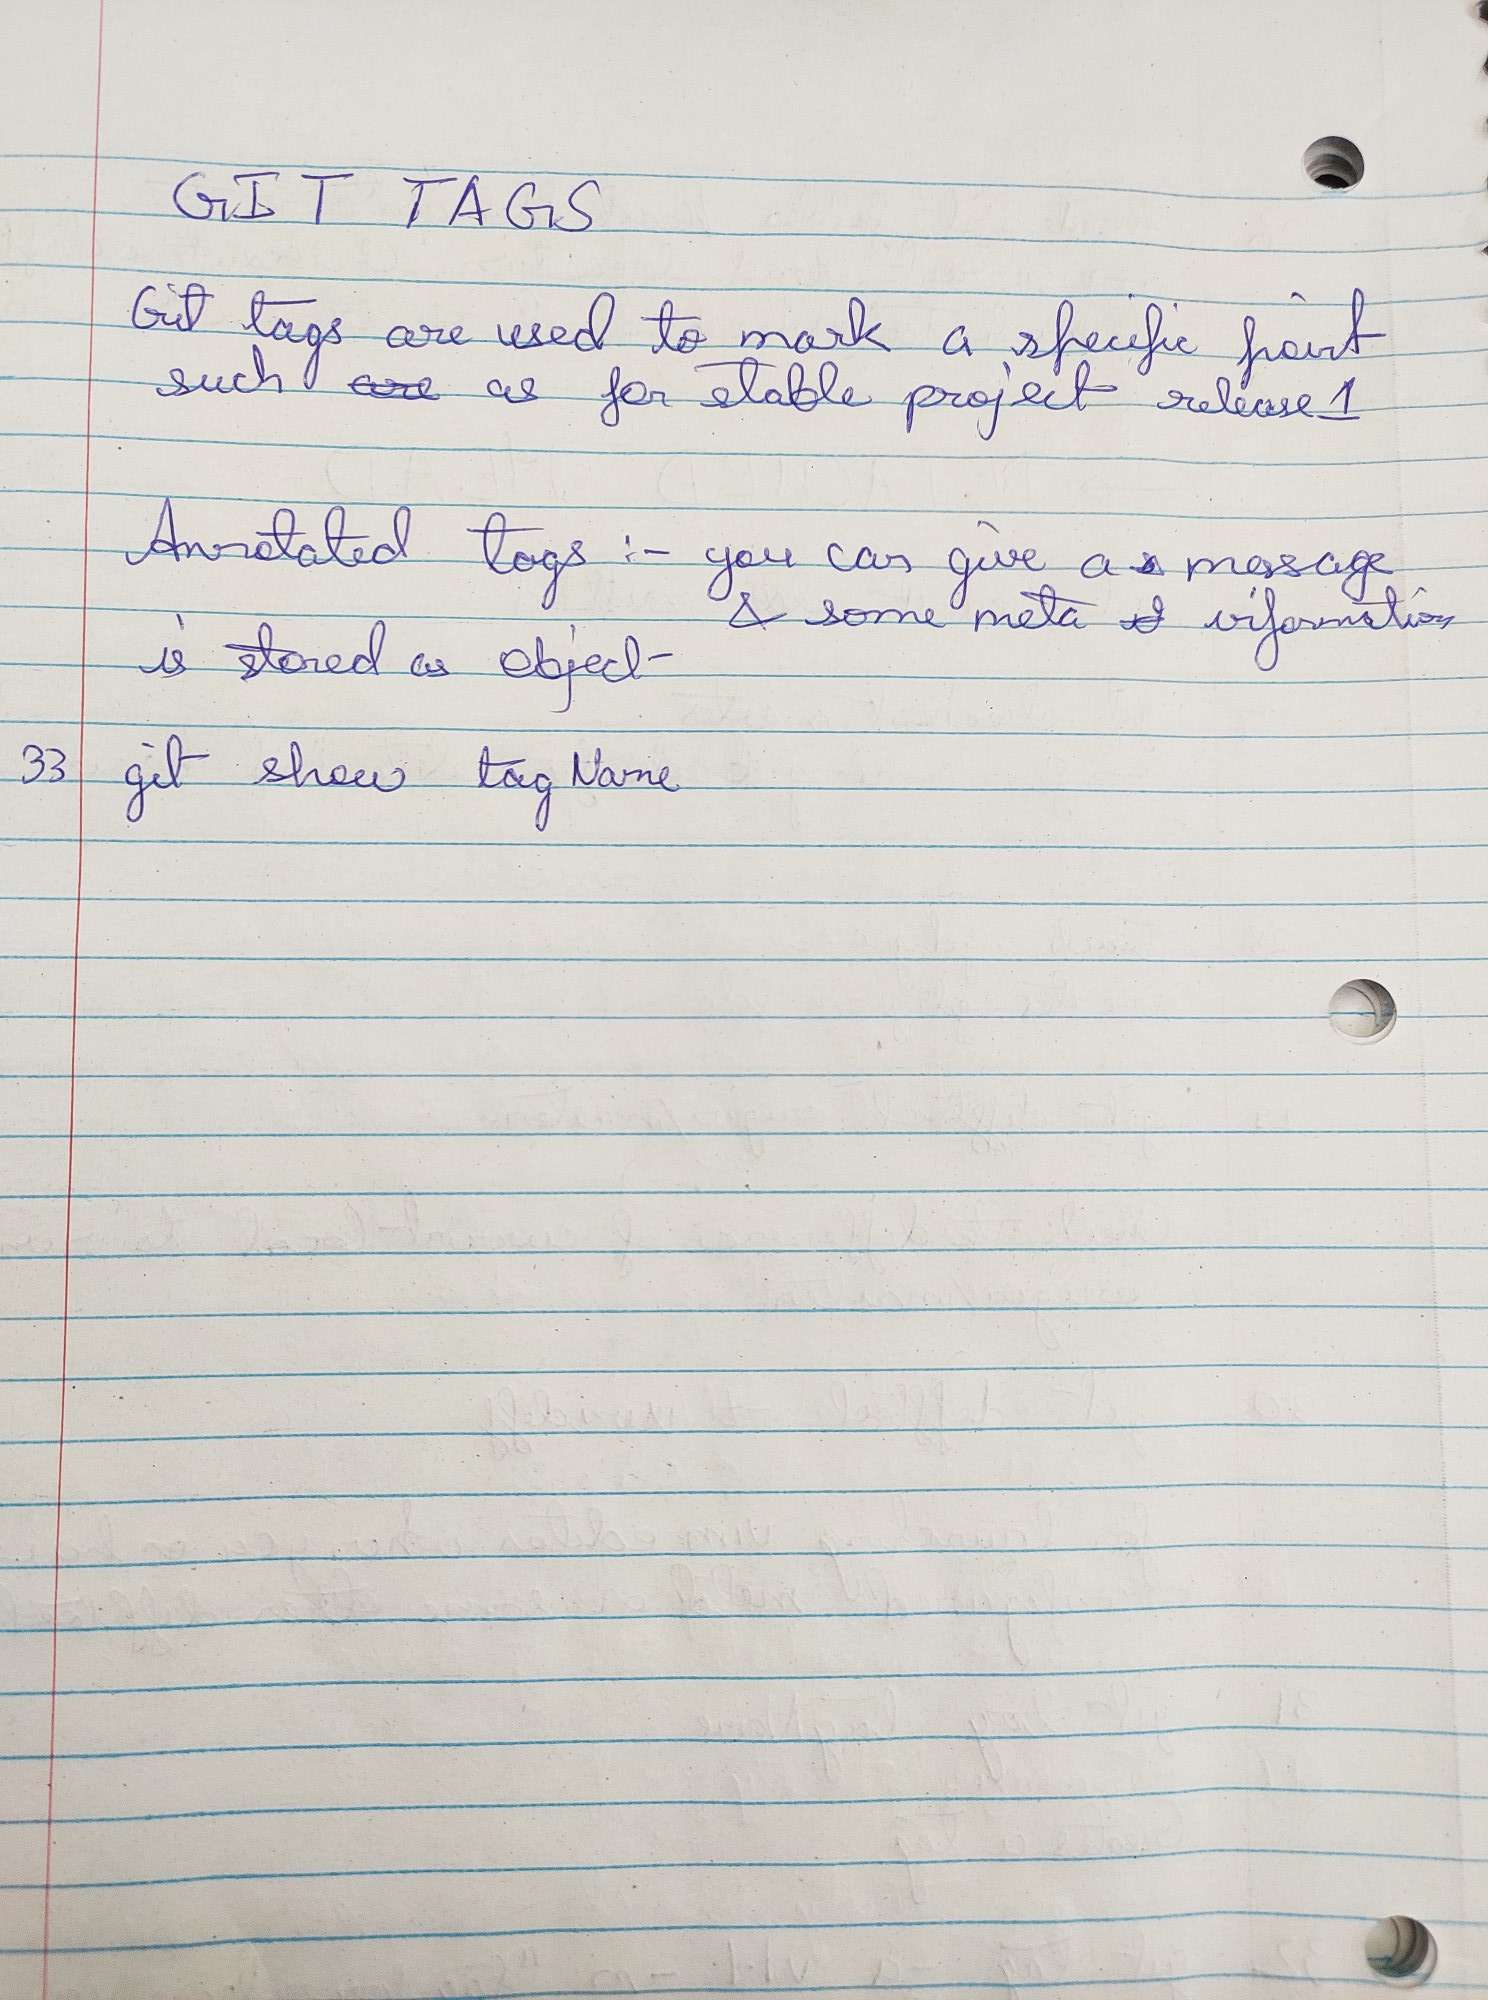 GIT TAGS
Git tags are used to mark a specific point
such are as for stable project release 1
Annotated tags :- you can give a message
& some meta information
is stored as object
33 git show tagName